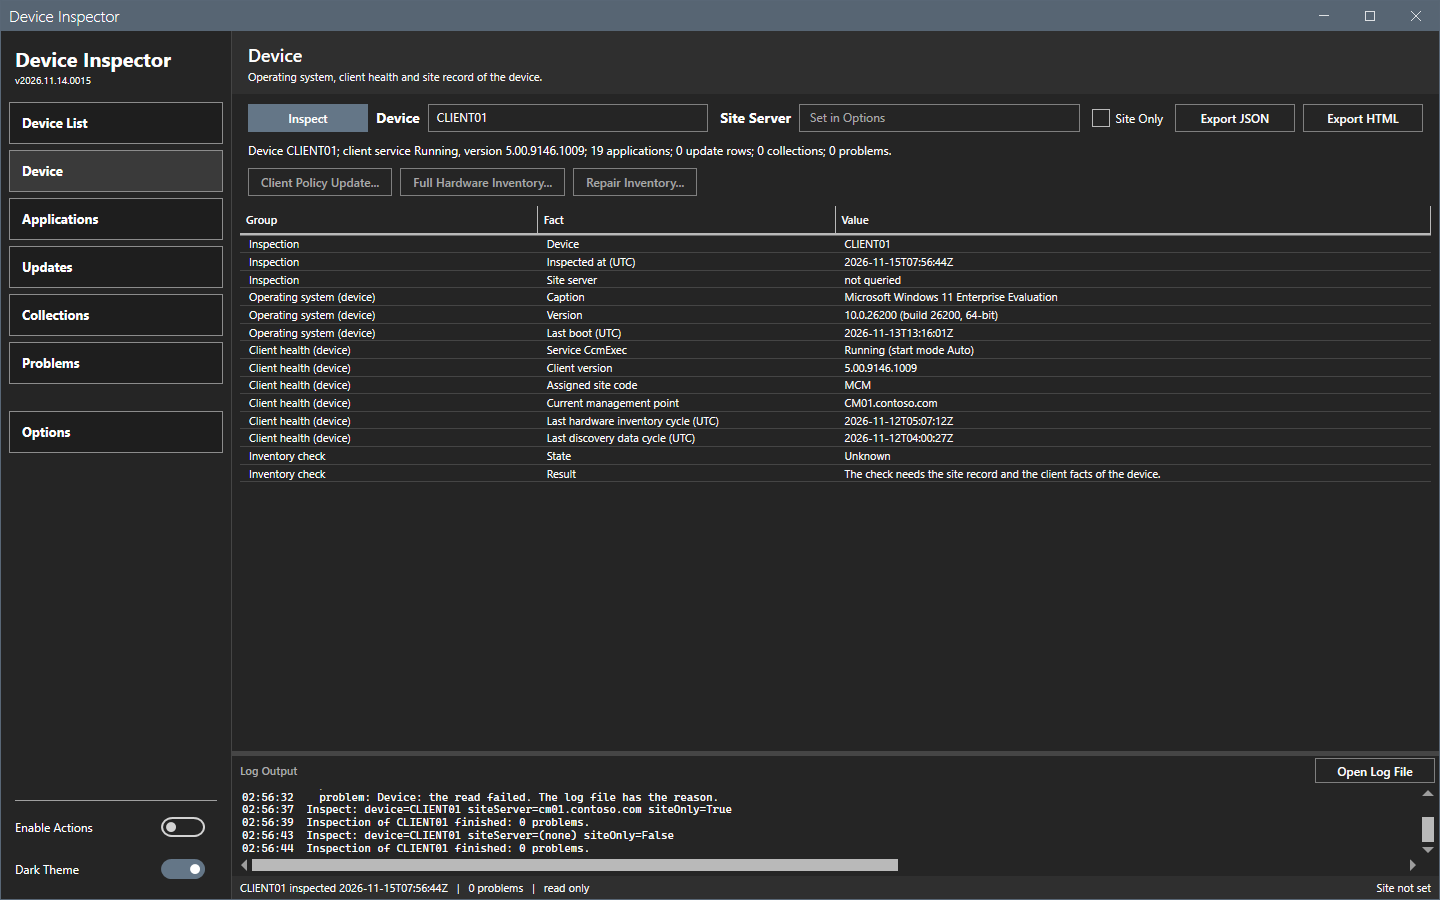 Device Inspector
Device Inspector
v2026.11.14.0015
Device List
Device
Applications
Updates
Collections
Problems
Options
Enable Actions
Dark Theme
Device
Operating system, client health and site record of the device.
Inspect Device CLIENT01 Site Server Set in Options Site Only Export JSON Export HTML
Device CLIENT01; client service Running, version 5.00.9146.1009; 19 applications; 0 update rows; 0 collections; 0 problems.
Client Policy Update... Full Hardware Inventory... Repair Inventory...
Group Fact Value
Inspection Device CLIENT01
Inspection Inspected at (UTC) 2026-11-15T07:56:44Z
Inspection Site server not queried
Operating system (device) Caption Microsoft Windows 11 Enterprise Evaluation
Operating system (device) Version 10.0.26200 (build 26200, 64-bit)
Operating system (device) Last boot (UTC) 2026-11-13T13:16:01Z
Client health (device) Service CcmExec Running (start mode Auto)
Client health (device) Client version 5.00.9146.1009
Client health (device) Assigned site code MCM
Client health (device) Current management point CM01.contoso.com
Client health (device) Last hardware inventory cycle (UTC) 2026-11-12T05:07:12Z
Client health (device) Last discovery data cycle (UTC) 2026-11-12T04:00:27Z
Inventory check State Unknown
Inventory check Result The check needs the site record and the client facts of the device.
Log Output Open Log File
02:56:32 problem: Device: the read failed. The log file has the reason.
02:56:37 Inspect: device=CLIENT01 siteServer=cm01.contoso.com siteOnly=True
02:56:39 Inspection of CLIENT01 finished: 0 problems.
02:56:43 Inspect: device=CLIENT01 siteServer=(none) siteOnly=False
02:56:44 Inspection of CLIENT01 finished: 0 problems.
CLIENT01 inspected 2026-11-15T07:56:44Z | 0 problems | read only Site not set